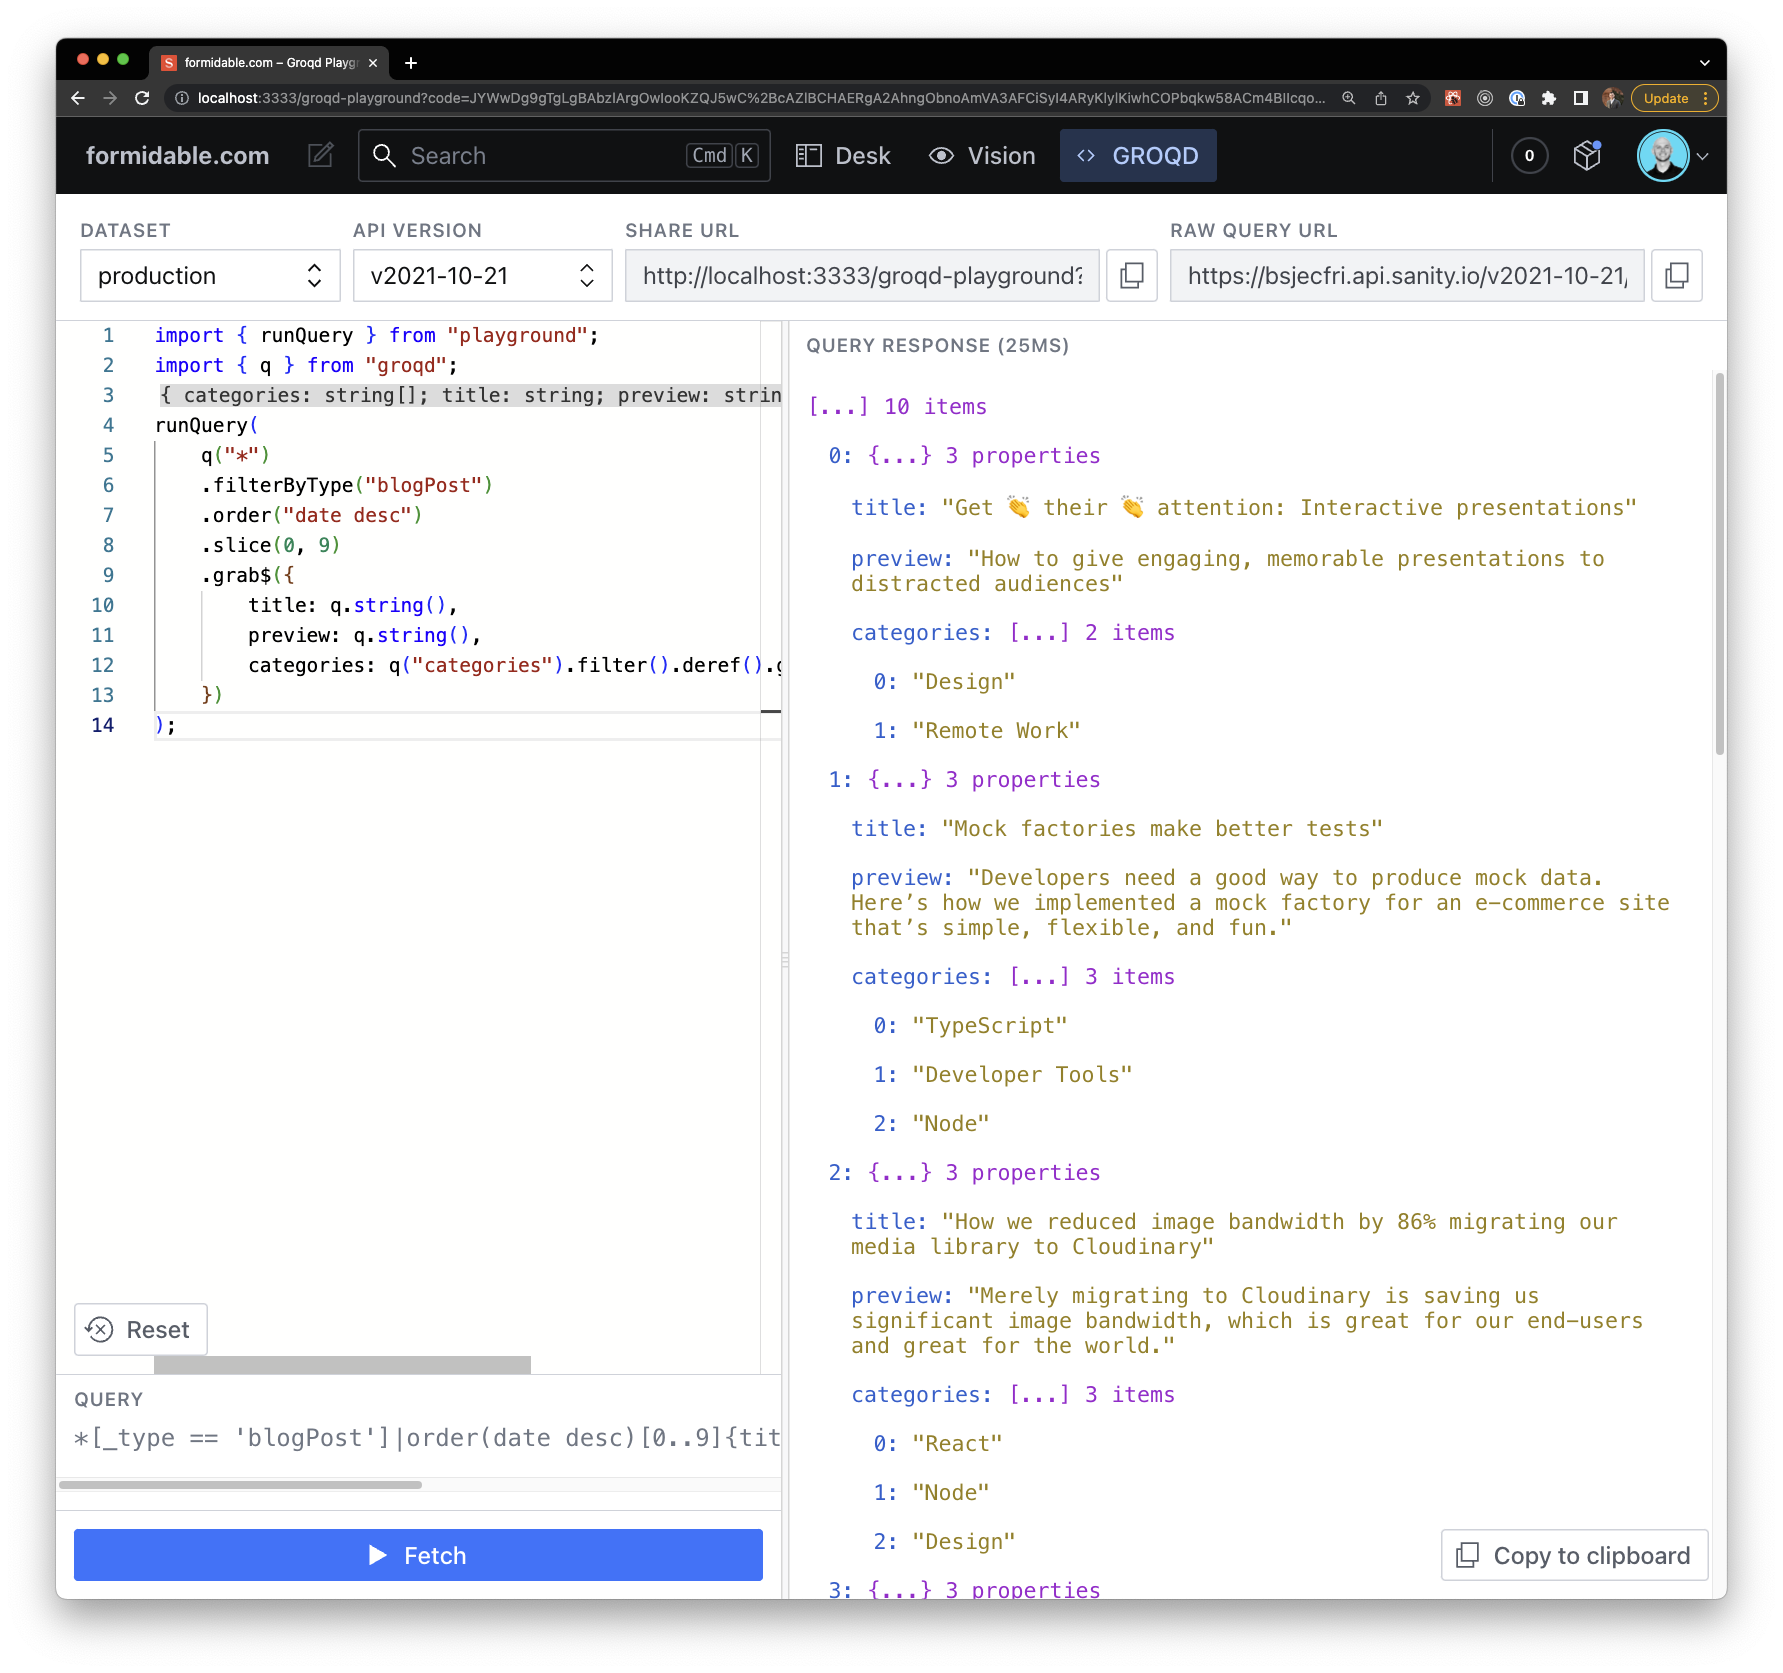 formidable.com – Groqd Playgr
localhost:3333/groqd-playground?code=
Update
formidable.com
Search
Cmd K
Desk
Vision
<> GROQD
0
DATASET
production
API VERSION
v2021-10-21
SHARE URL
http://localhost:3333/groqd-playground?
RAW QUERY URL
https://bsjecfri.api.sanity.io/v2021-10-21/
1 import { runQuery } from "playground";
2 import { q } from "groqd";
3 { categories: string[]; title: string; preview: strin
4 runQuery(
5 q("*")
6 .filterByType("blogPost")
7 .order("date desc")
8 .slice(0, 9)
9 .grab$({
10 title: q.string(),
11 preview: q.string(),
12 categories: q("categories").filter().deref().g
13 })
14 );
Reset
QUERY
*[_type == 'blogPost']|order(date desc)[0..9]{tit
Fetch
QUERY RESPONSE (25MS)
[...] 10 items
0: {...} 3 properties
title: "Get 👏 their 👏 attention: Interactive presentations"
preview: "How to give engaging, memorable presentations to
distracted audiences"
categories: [...] 2 items
0: "Design"
1: "Remote Work"
1: {...} 3 properties
title: "Mock factories make better tests"
preview: "Developers need a good way to produce mock data.
Here’s how we implemented a mock factory for an e-commerce site
that’s simple, flexible, and fun."
categories: [...] 3 items
0: "TypeScript"
1: "Developer Tools"
2: "Node"
2: {...} 3 properties
title: "How we reduced image bandwidth by 86% migrating our
media library to Cloudinary"
preview: "Merely migrating to Cloudinary is saving us
significant image bandwidth, which is great for our end-users
and great for the world."
categories: [...] 3 items
0: "React"
1: "Node"
2: "Design"
3: {...} 3 properties
Copy to clipboard